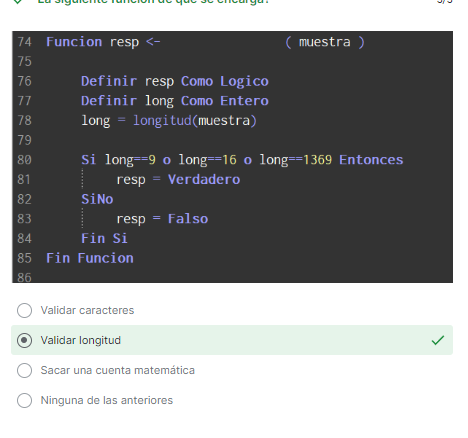 La siguiente función de que se encarga?
74 Funcion resp <- ( muestra )
75
76 Definir resp Como Logico
77 Definir long Como Entero
78 long = longitud(muestra)
79
80 Si long==9 o long==16 o long==1369 Entonces
81 resp = Verdadero
82 SiNo
83 resp = Falso
84 Fin Si
85 Fin Funcion
86
Validar caracteres
Validar longitud
Sacar una cuenta matemática
Ninguna de las anteriores